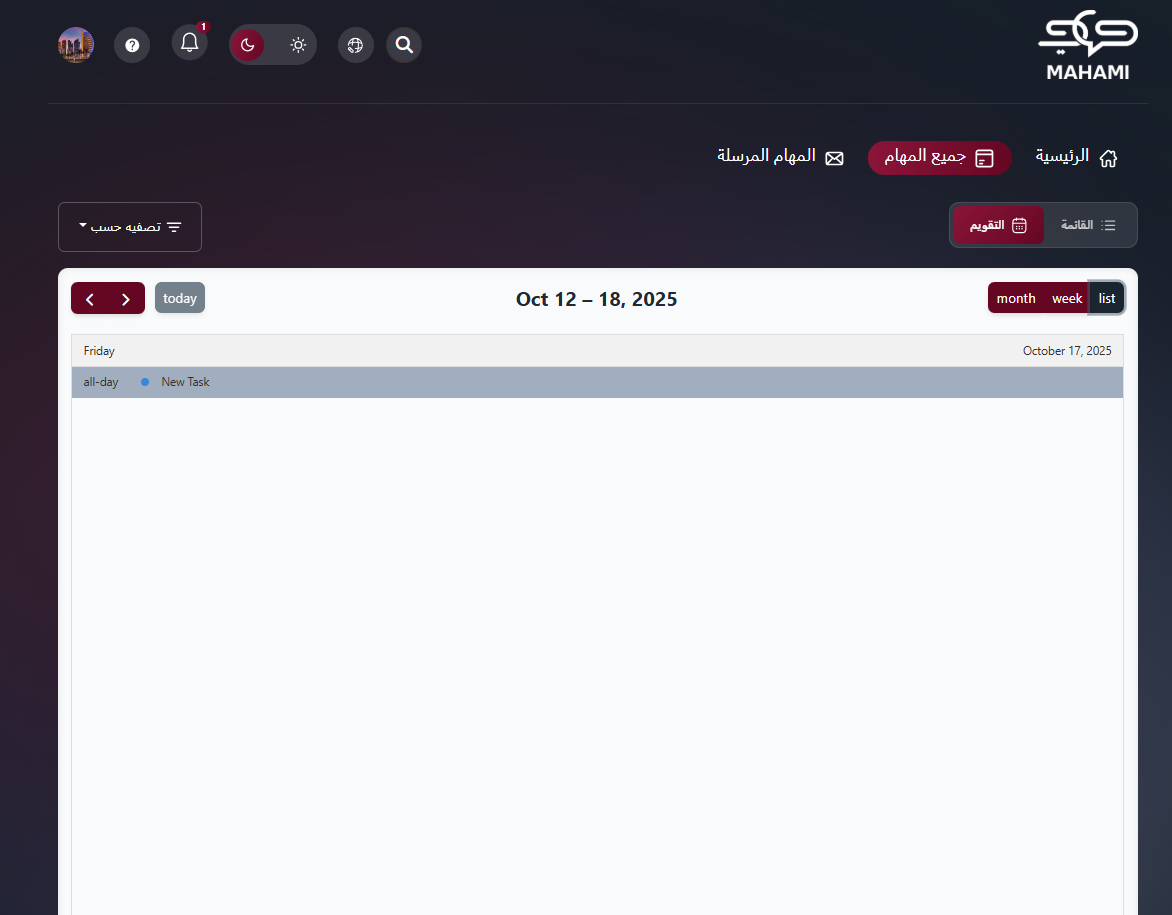 1
MAHAMI
الرئيسية
جميع المهام
المهام المرسلة
القائمة
التقويم
تصفيه حسب
today
Oct 12 – 18, 2025
month week list
Friday October 17, 2025
all-day New Task